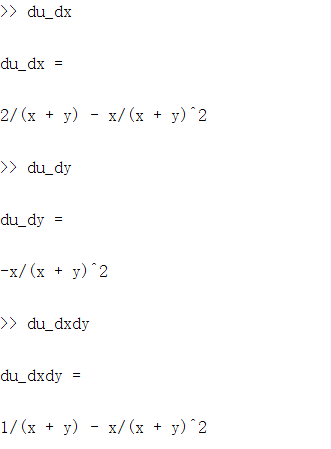 >> du_dx
du_dx =
2/(x + y) - x/(x + y)^2
>> du_dy
du_dy =
-x/(x + y)^2
>> du_dxdy
du_dxdy =
1/(x + y) - x/(x + y)^2